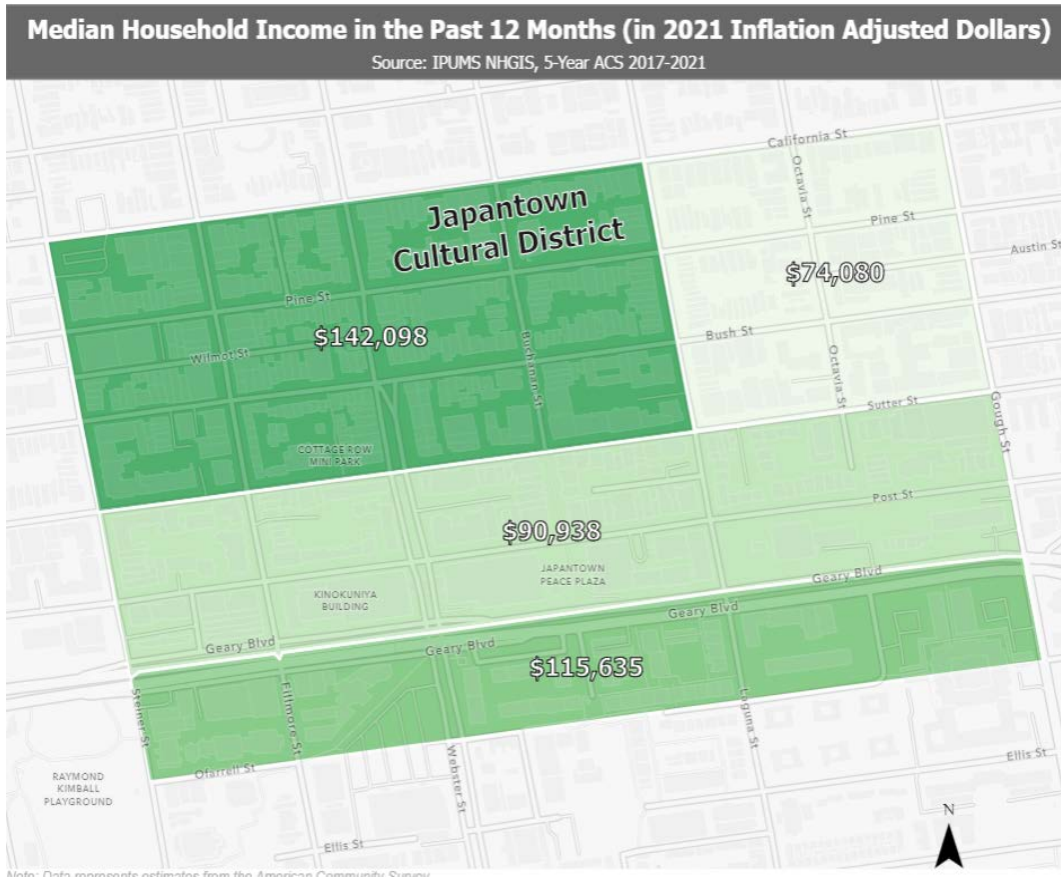 Median Household Income in the Past 12 Months (in 2021 Inflation Adjusted Dollars)
Source: IPUMS NHGIS, 5-Year ACS 2017-2021
California St
Octavia St
Japantown
Cultural District
Pine St
Austin St
$74,080
Pine St
$142,098
Bush St
Wilmot St
Buchanan St
Octavia St
Sutter St
Gough St
COTTAGE ROW
MINI PARK
Post St
$90,938
JAPANTOWN
PEACE PLAZA
Geary Blvd
KINOKUNIYA
BUILDING
Geary Blvd
Geary Blvd
Geary Blvd
$115,635
Steiner St
Fillmore St
Laguna St
Webster St
Ofarrell St
Ellis St
RAYMOND
KIMBALL
PLAYGROUND
N
Ellis St
Note: Data represents estimates from the American Community Survey